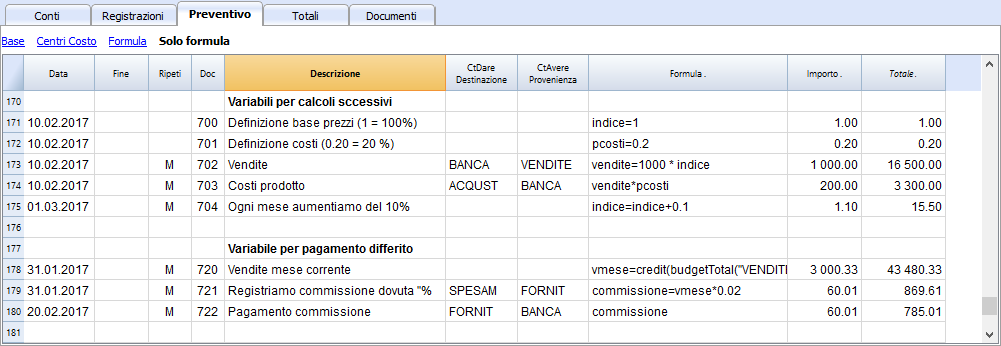 Conti Registrazioni Preventivo Totali Documenti
Base Centri Costo Formula Solo formula
Data Fine Ripeti Doc Descrizione CtDare Destinazione CtAvere Provenienza Formula . Importo . Totale .
170 Variabili per calcoli sccessivi
171 10.02.2017 700 Definizione base prezzi (1 = 100%) indice=1 1.00 1.00
172 10.02.2017 701 Definizione costi (0.20 = 20 %) pcosti=0.2 0.20 0.20
173 10.02.2017 M 702 Vendite BANCA VENDITE vendite=1000 * indice 1 000.00 16 500.00
174 10.02.2017 M 703 Costi prodotto ACQUST BANCA vendite*pcosti 200.00 3 300.00
175 01.03.2017 M 704 Ogni mese aumentiamo del 10% indice=indice+0.1 1.10 15.50
176
177 Variabile per pagamento differito
178 31.01.2017 M 720 Vendite mese corrente vmese=credit(budgetTotal("VENDITI 3 000.33 43 480.33
179 31.01.2017 M 721 Registriamo commissione dovuta "% SPESAM FORNIT commissione=vmese*0.02 60.01 869.61
180 20.02.2017 M 722 Pagamento commissione FORNIT BANCA commissione 60.01 785.01
181